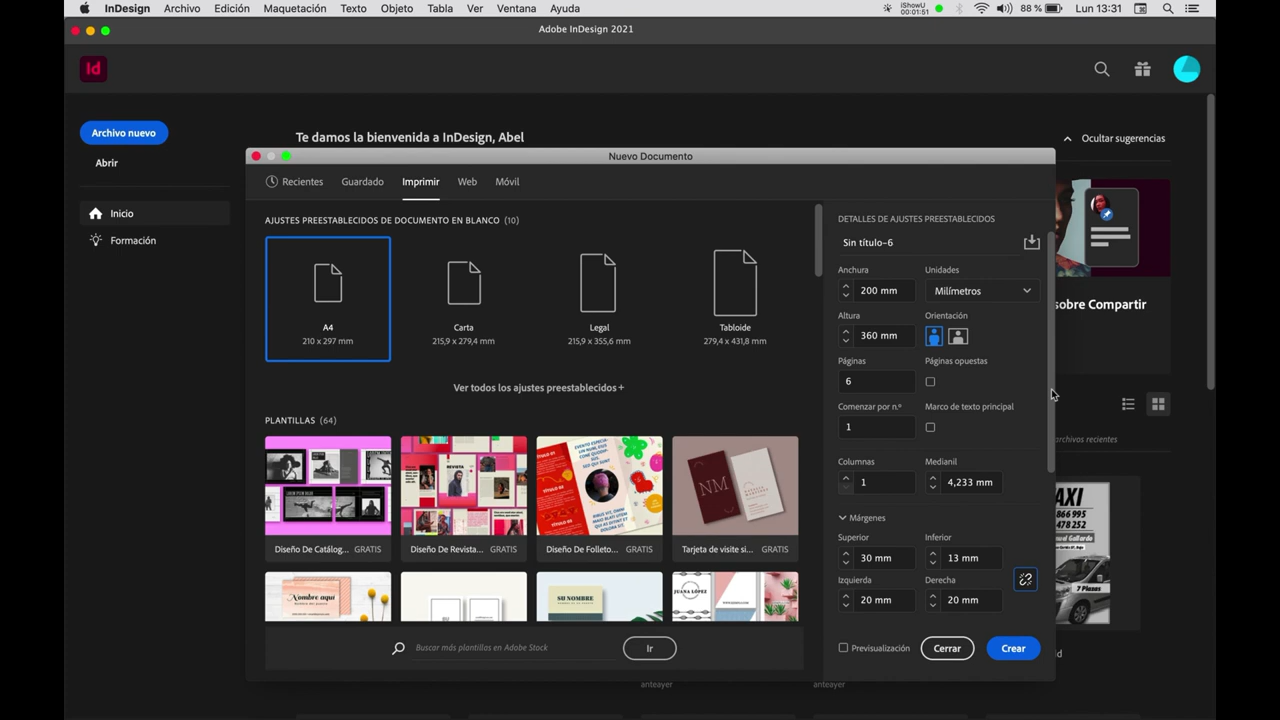 InDesign Archivo Edición Maquetación Texto Objeto Tabla Ver Ventana Ayuda iShowU 00:01:51 88 % Lun 13:31
Adobe InDesign 2021
Id
Archivo nuevo
Te damos la bienvenida a InDesign, Abel
Ocultar sugerencias
Abrir
Inicio
Formación
Nuevo Documento
Recientes Guardado Imprimir Web Móvil
AJUSTES PREESTABLECIDOS DE DOCUMENTO EN BLANCO (10)
A4
210 x 297 mm
Carta
215,9 x 279,4 mm
Legal
215,9 x 355,6 mm
Tabloide
279,4 x 431,8 mm
Ver todos los ajustes preestablecidos +
PLANTILLAS (64)
REVISTA
NM
Diseño De Catálog... GRATIS
Diseño De Revista... GRATIS
Diseño De Folleto... GRATIS
Tarjeta de visite si... GRATIS
Nombre aquí
SU NOMBRE
JUANA LÓPEZ
Buscar más plantillas en Adobe Stock
Ir
DETALLES DE AJUSTES PREESTABLECIDOS
Sin título-6
Anchura Unidades
200 mm Milímetros
Altura Orientación
360 mm
Páginas Páginas opuestas
6
Comenzar por n.º Marco de texto principal
1
Columnas Medianil
1 4,233 mm
Márgenes
Superior Inferior
30 mm 13 mm
Izquierda Derecha
20 mm 20 mm
Previsualización Cerrar Crear
sobre Compartir
archivos recientes
AXI
866 995
478 252
7 Plazas
anteayer anteayer